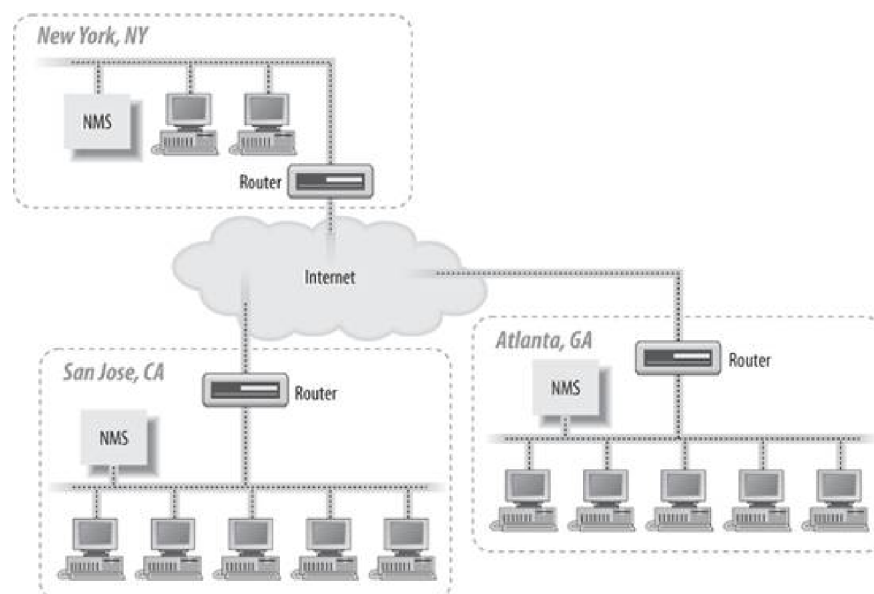 New York, NY
NMS
Router
Internet
Atlanta, GA
Router
NMS
San Jose, CA
Router
NMS